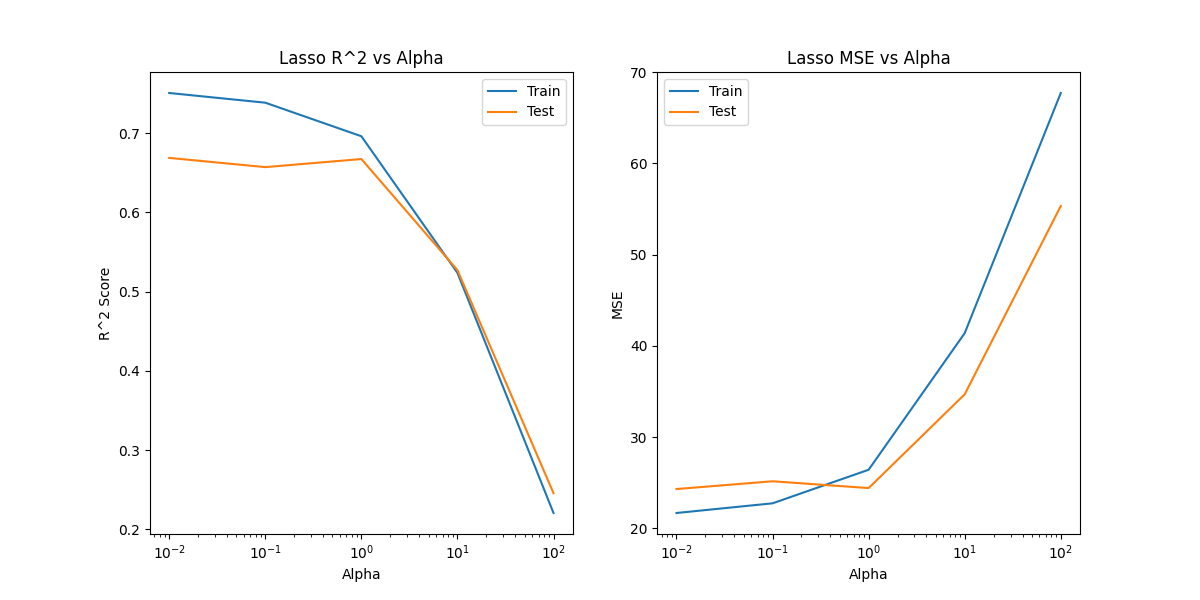 Lasso R^2 vs Alpha
Train
Test
R^2 Score
0.7
0.6
0.5
0.4
0.3
0.2
10⁻²
10⁻¹
10⁰
10¹
10²
Alpha
Lasso MSE vs Alpha
Train
Test
MSE
70
60
50
40
30
20
10⁻²
10⁻¹
10⁰
10¹
10²
Alpha